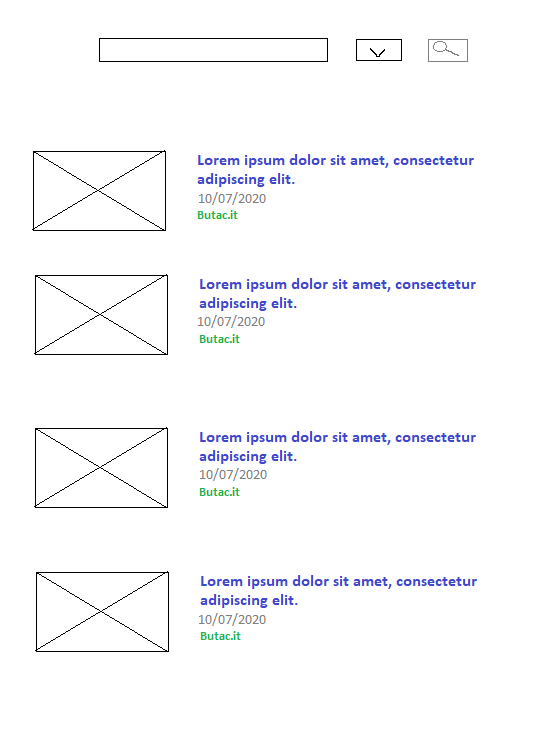 Lorem ipsum dolor sit amet, consectetur
adipiscing elit.
10/07/2020
Butac.it
Lorem ipsum dolor sit amet, consectetur
adipiscing elit.
10/07/2020
Butac.it
Lorem ipsum dolor sit amet, consectetur
adipiscing elit.
10/07/2020
Butac.it
Lorem ipsum dolor sit amet, consectetur
adipiscing elit.
10/07/2020
Butac.it